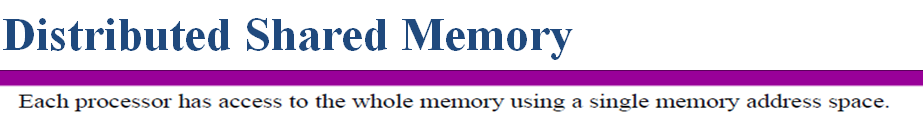 Distributed Shared Memory
Each processor has access to the whole memory using a single memory address space.